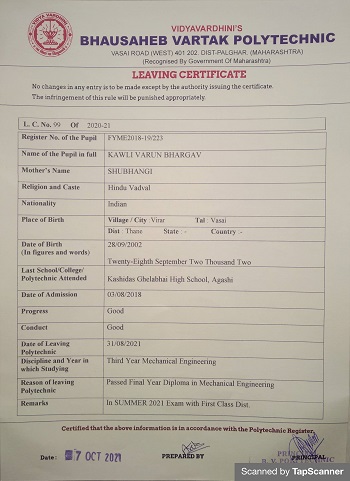 VIDYAVARDHINI'S
BHAUSAHEB VARTAK POLYTECHNIC
VASAI ROAD (WEST) 401 202. DIST-PALGHAR. (MAHARASHTRA)
(Recognised By Government Of Maharashtra)
LEAVING CERTIFICATE
No changes in any entry is to be made except by the authority issuing the certificate.
The infringement of this rule will be punished appropriately.
L. C. No. 99 Of 2020-21
Register No. of the Pupil FYME2018-19/223
Name of the Pupil in full KAWLI VARUN BHARGAV
Mother's Name SHUBHANGI
Religion and Caste Hindu Vadval
Nationality Indian
Place of Birth Village / City :Virar Tal : Vasai
Dist : Thane State :- Country :-
Date of Birth 28/09/2002
(In figures and words)
Twenty-Eighth September Two Thousand Two
Last School/College/ Kashidas Ghelabhai High School, Agashi
Polytechnic Attended
Date of Admission 03/08/2018
Progress Good
Conduct Good
Date of Leaving 31/08/2021
Polytechnic
Discipline and Year in Third Year Mechanical Engineering
which Studying
Reason of leaving Passed Final Year Diploma in Mechanical Engineering
Polytechnic
Remarks In SUMMER 2021 Exam with First Class Dist.
Certified that the above information is in accordance with the Polytechnic Register.
Date : 7 OCT 2021 PREPARED BY PRINCIPAL
Scanned by TapScanner